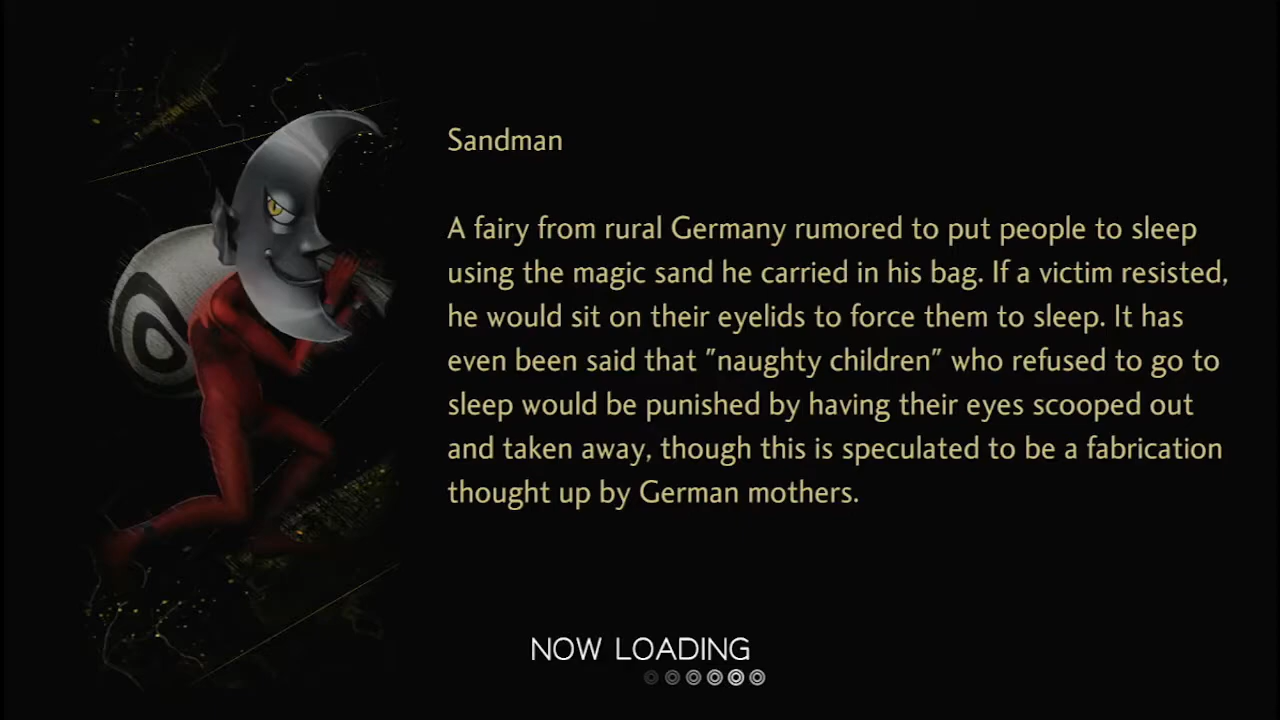 Sandman
A fairy from rural Germany rumored to put people to sleep
using the magic sand he carried in his bag. If a victim resisted,
he would sit on their eyelids to force them to sleep. It has
even been said that "naughty children" who refused to go to
sleep would be punished by having their eyes scooped out
and taken away, though this is speculated to be a fabrication
thought up by German mothers.
NOW LOADING